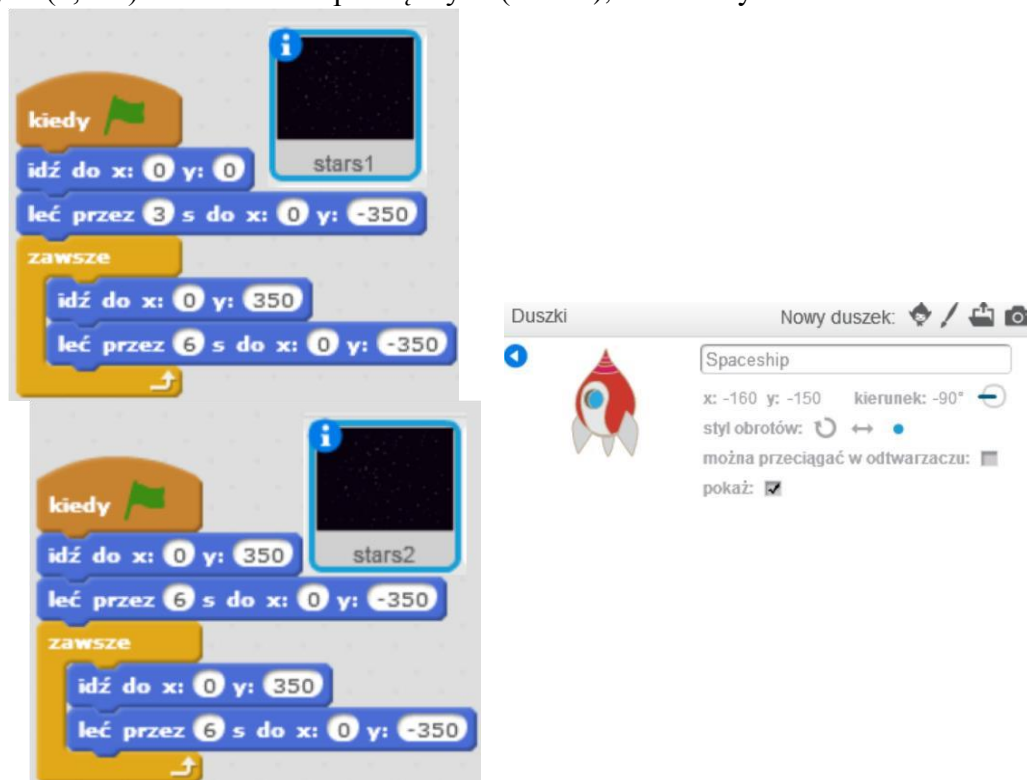 kiedy
idź do x: 0 y: 0
leć przez 3 s do x: 0 y: -350
zawsze
idź do x: 0 y: 350
leć przez 6 s do x: 0 y: -350
stars1
kiedy
idź do x: 0 y: 350
leć przez 6 s do x: 0 y: -350
zawsze
idź do x: 0 y: 350
leć przez 6 s do x: 0 y: -350
stars2
Duszki Nowy duszek:
Spaceship
x: -160 y: -150 kierunek: -90°
styl obrotów:
można przeciągać w odtwarzaczu:
pokaż: